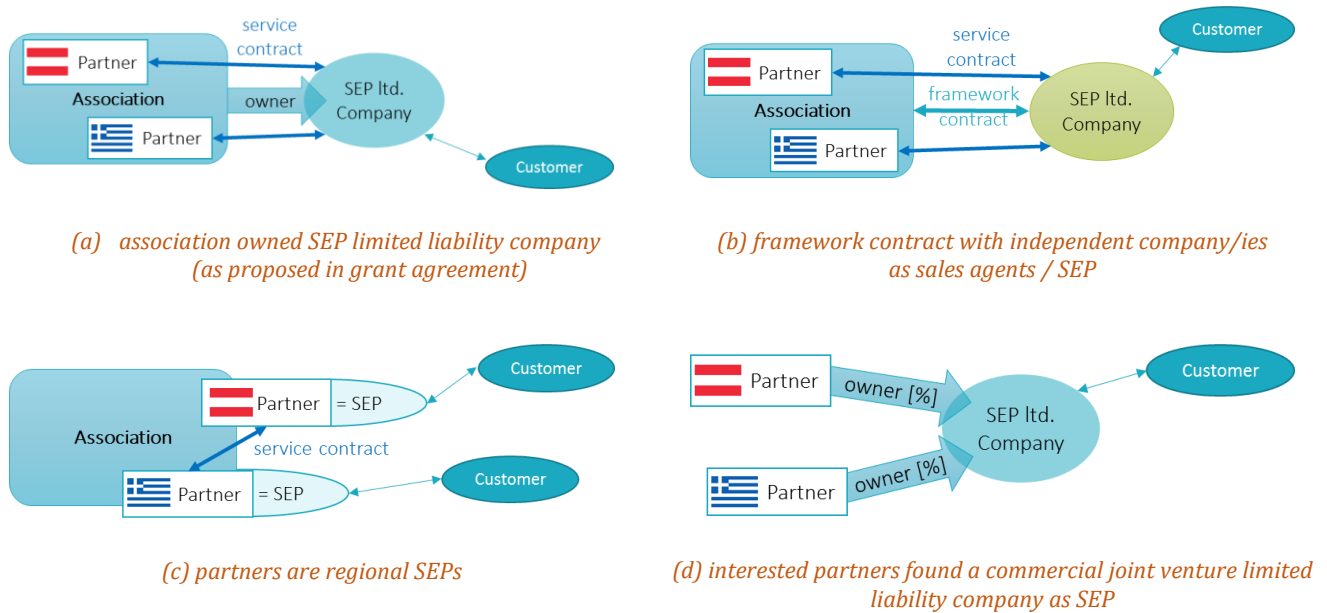 service
contract
Partner
Association
owner
SEP ltd.
Company
Partner
Customer
(a) association owned SEP limited liability company
(as proposed in grant agreement)
Customer
service
contract
Partner
Association
framework
contract
SEP ltd.
Company
Partner
(b) framework contract with independent company/ies
as sales agents / SEP
Customer
Partner = SEP
Association
service contract
Partner = SEP
Customer
(c) partners are regional SEPs
Partner
owner [%]
Customer
SEP ltd.
Company
Partner
owner [%]
(d) interested partners found a commercial joint venture limited
liability company as SEP